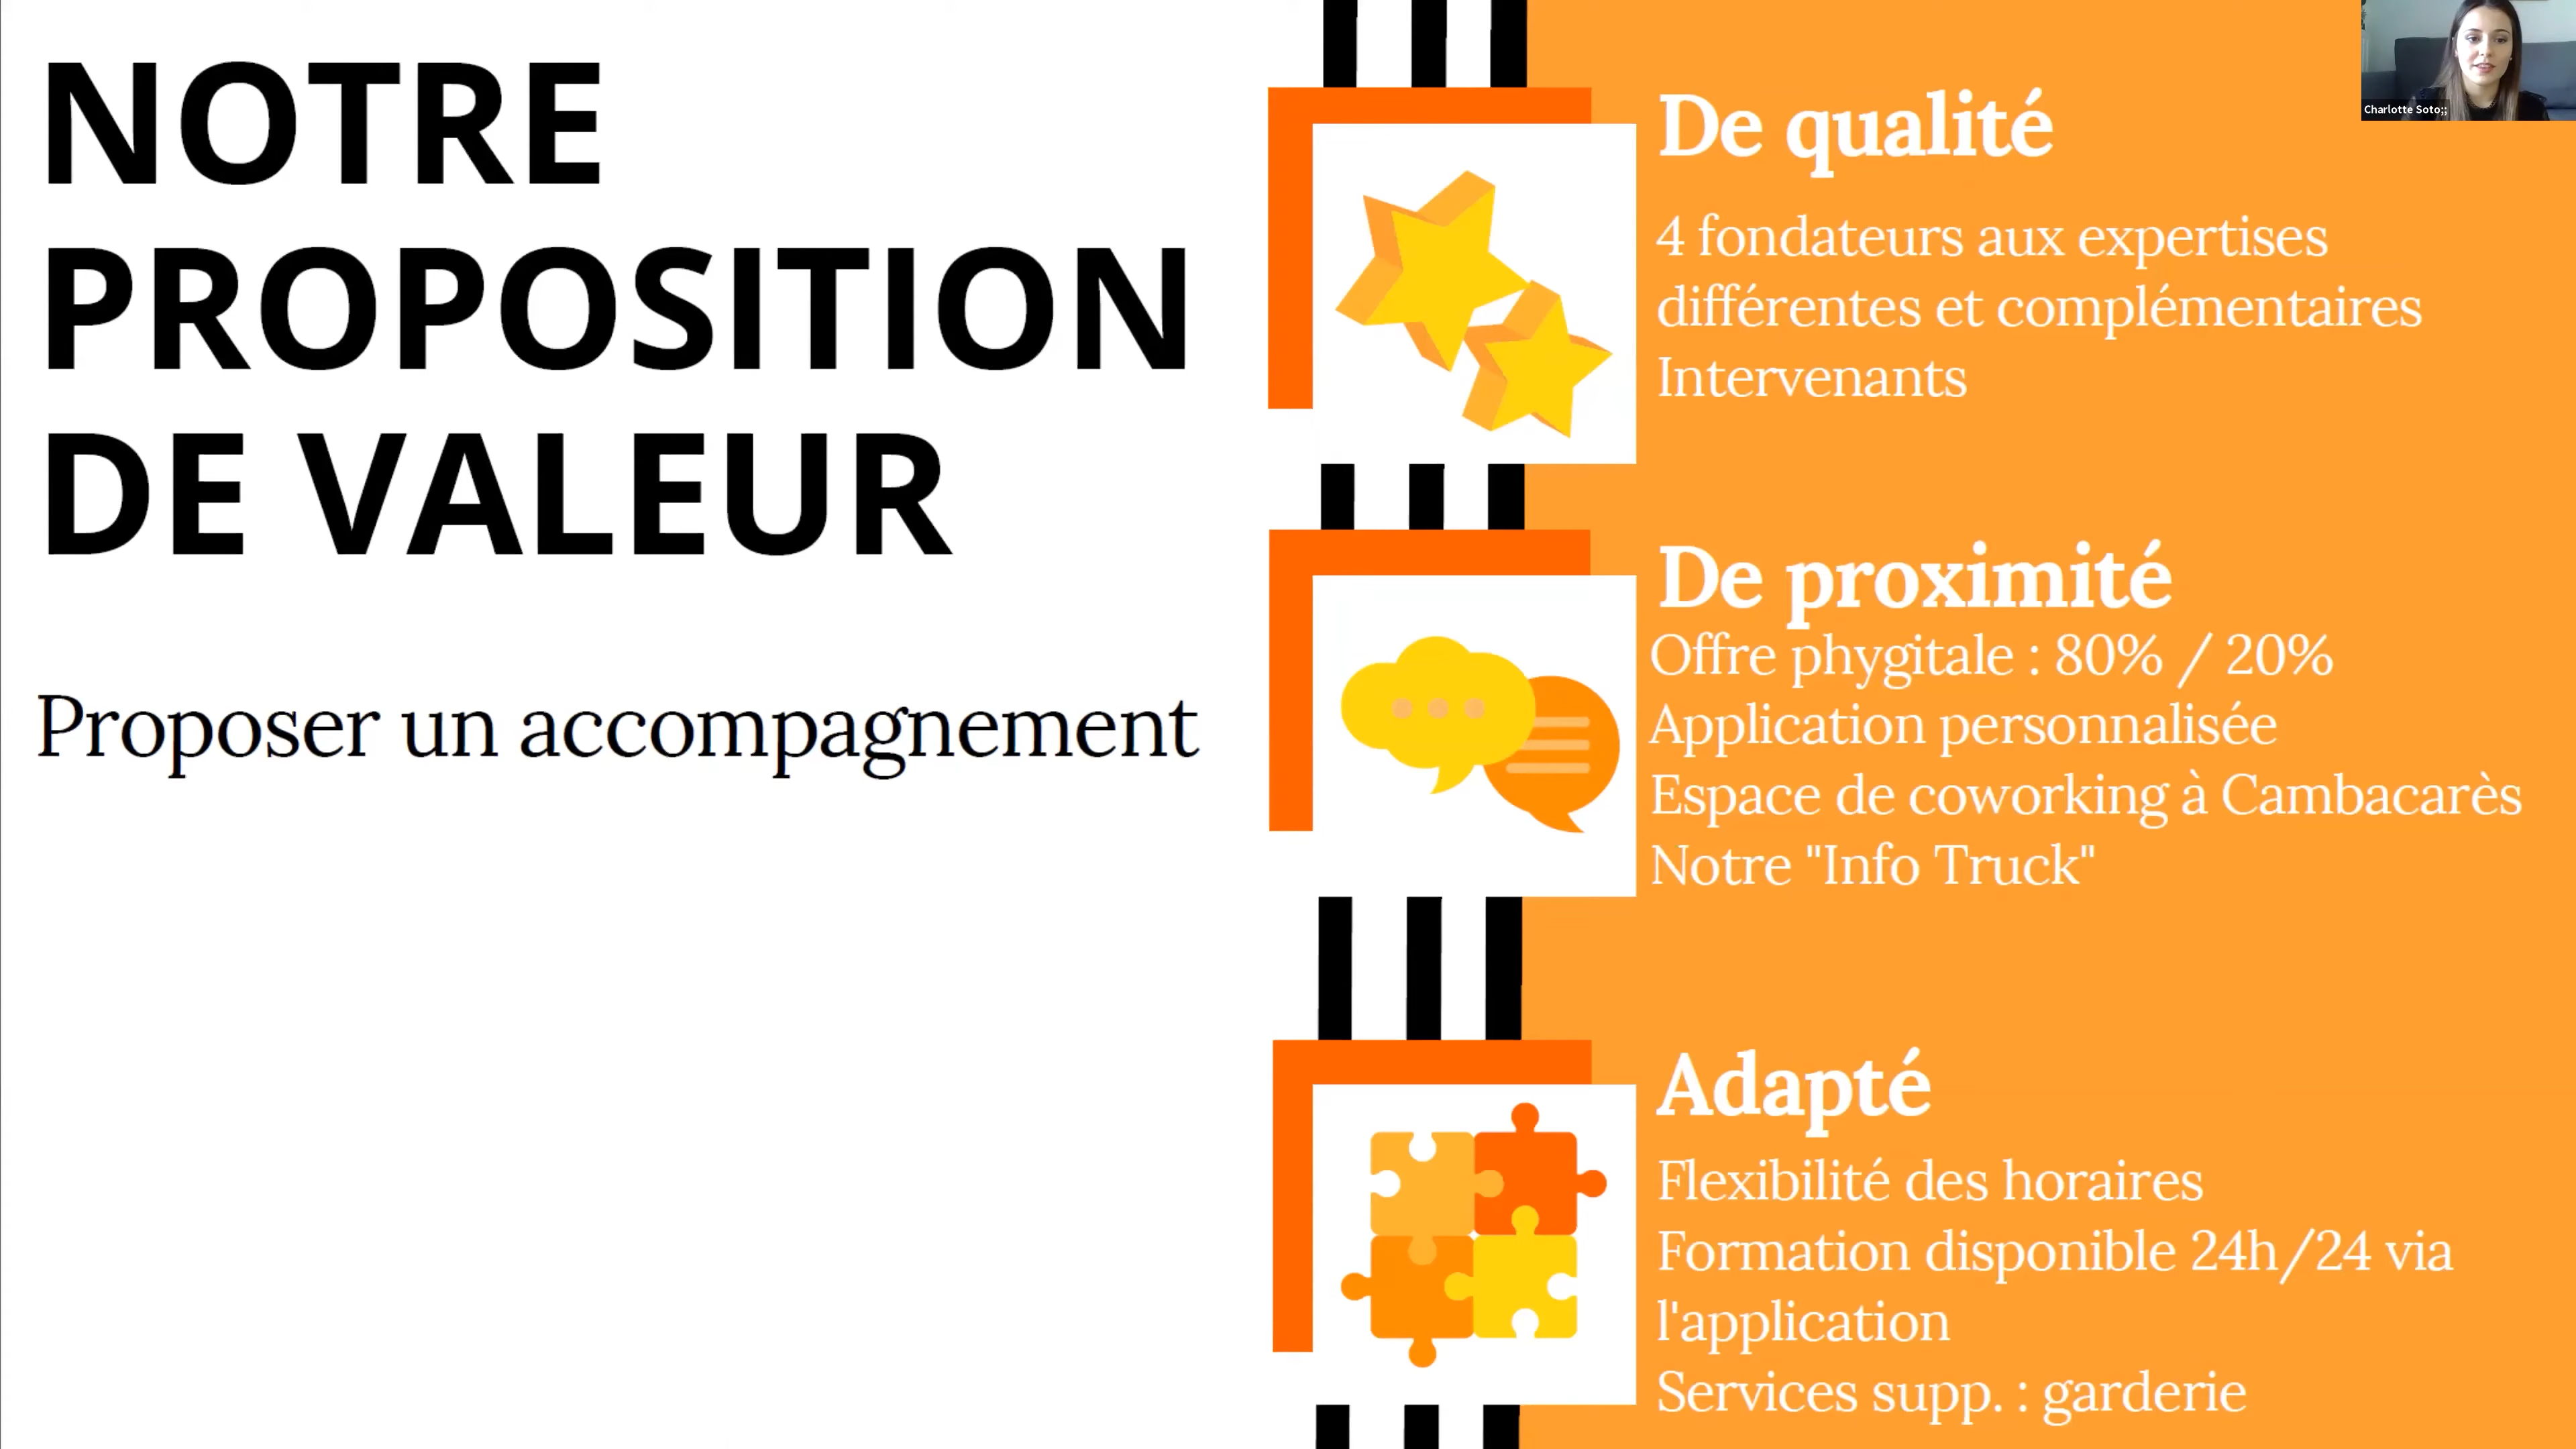 NOTRE
PROPOSITION
DE VALEUR
Proposer un accompagnement
De qualité
4 fondateurs aux expertises
différentes et complémentaires
Intervenants
De proximité
Offre phygitale : 80% / 20%
Application personnalisée
Espace de coworking à Cambacarès
Notre "Info Truck"
Adapté
Flexibilité des horaires
Formation disponible 24h/24 via
l'application
Services supp. : garderie
Charlotte Soto;;